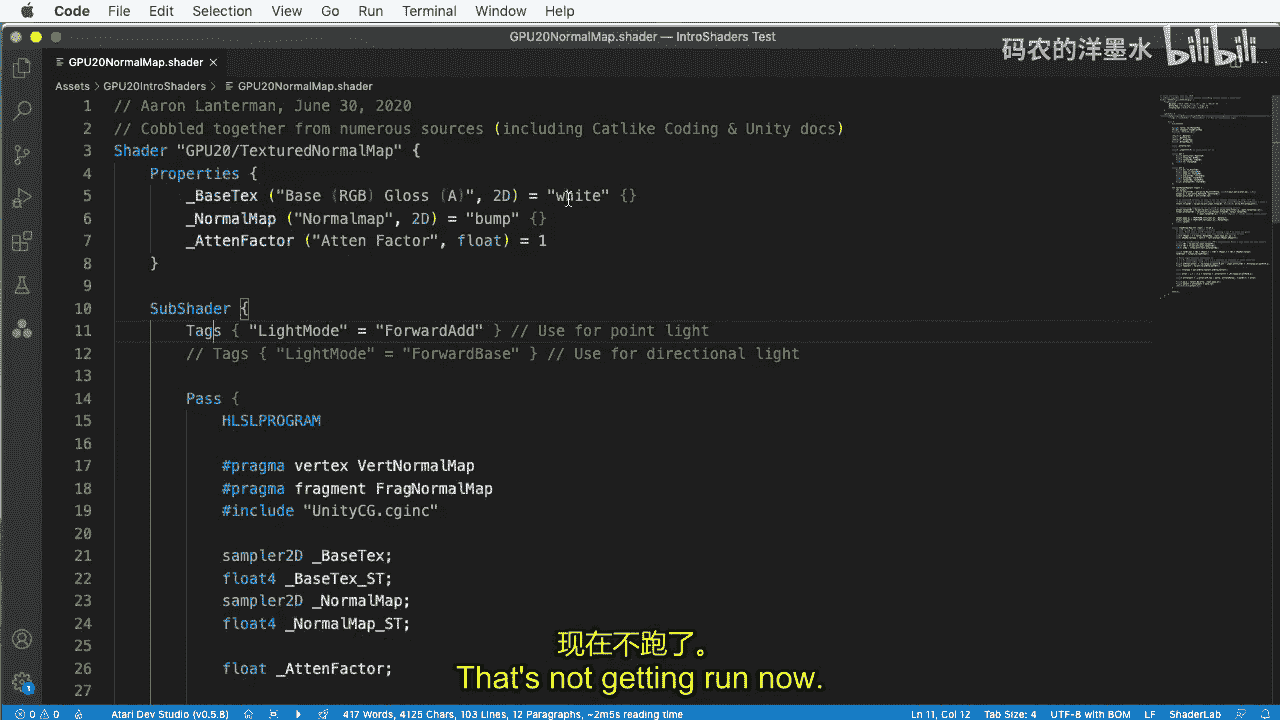 Code File Edit Selection View Go Run Terminal Window Help
GPU20NormalMap.shader — IntroShaders Test
码农的洋墨水 bilibili
GPU20NormalMap.shader ×
Assets > GPU20IntroShaders > GPU20NormalMap.shader
1 // Aaron Lanterman, June 30, 2020
2 // Cobbled together from numerous sources (including Catlike Coding & Unity docs)
3 Shader "GPU20/TexturedNormalMap" {
4 Properties {
5 _BaseTex ("Base (RGB) Gloss (A)", 2D) = "white" {}
6 _NormalMap ("Normalmap", 2D) = "bump" {}
7 _AttenFactor ("Atten Factor", float) = 1
8 }
9
10 SubShader {
11 Tags { "LightMode" = "ForwardAdd" } // Use for point light
12 // Tags { "LightMode" = "ForwardBase" } // Use for directional light
13
14 Pass {
15 HLSLPROGRAM
16
17 #pragma vertex VertNormalMap
18 #pragma fragment FragNormalMap
19 #include "UnityCG.cginc"
20
21 sampler2D _BaseTex;
22 float4 _BaseTex_ST;
23 sampler2D _NormalMap;
24 float4 _NormalMap_ST;
25
26 float _AttenFactor;
27
现在不跑了。
That's not getting run now.
1
0 0 Atari Dev Studio (v0.5.8) 417 Words, 4125 Chars, 103 Lines, 12 Paragraphs, ~2m5s reading time Ln 11, Col 12 Tab Size: 4 UTF-8 with BOM LF ShaderLab